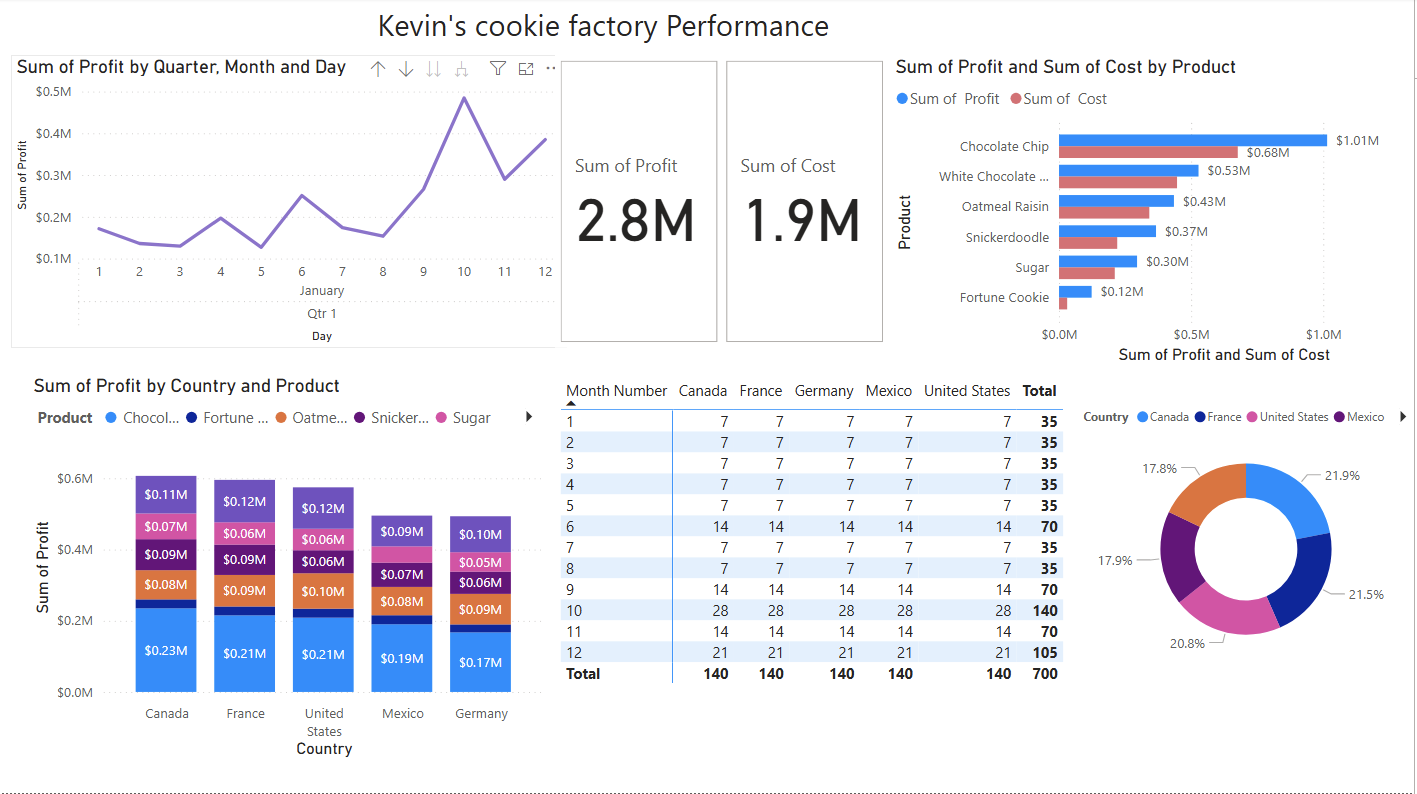 Kevin's cookie factory Performance
Sum of Profit by Quarter, Month and Day
Sum of Profit
$0.5M
$0.4M
$0.3M
$0.2M
$0.1M
1 2 3 4 5 6 7 8 9 10 11 12
January
Qtr 1
Day
Sum of Profit
2.8M
Sum of Cost
1.9M
Sum of Profit and Sum of Cost by Product
Sum of Profit Sum of Cost
Product
Chocolate Chip $1.01M
$0.68M
White Chocolate ... $0.53M
Oatmeal Raisin $0.43M
Snickerdoodle $0.37M
Sugar $0.30M
Fortune Cookie $0.12M
$0.0M $0.5M $1.0M
Sum of Profit and Sum of Cost
Sum of Profit by Country and Product
Product Chocol... Fortune ... Oatme... Snicker... Sugar
Sum of Profit
$0.6M
$0.4M
$0.2M
$0.0M
$0.11M $0.12M $0.12M $0.09M $0.10M
$0.07M $0.06M $0.06M $0.05M
$0.09M $0.09M $0.06M $0.07M $0.06M
$0.08M $0.09M $0.10M $0.08M $0.09M
$0.23M $0.21M $0.21M $0.19M $0.17M
Canada France United States Mexico Germany
Country
Month Number Canada France Germany Mexico United States Total
1 7 7 7 7 7 35
2 7 7 7 7 7 35
3 7 7 7 7 7 35
4 7 7 7 7 7 35
5 7 7 7 7 7 35
6 14 14 14 14 14 70
7 7 7 7 7 7 35
8 7 7 7 7 7 35
9 14 14 14 14 14 70
10 28 28 28 28 28 140
11 14 14 14 14 14 70
12 21 21 21 21 21 105
Total 140 140 140 140 140 700
Country Canada France United States Mexico
17.8%
21.9%
17.9%
21.5%
20.8%